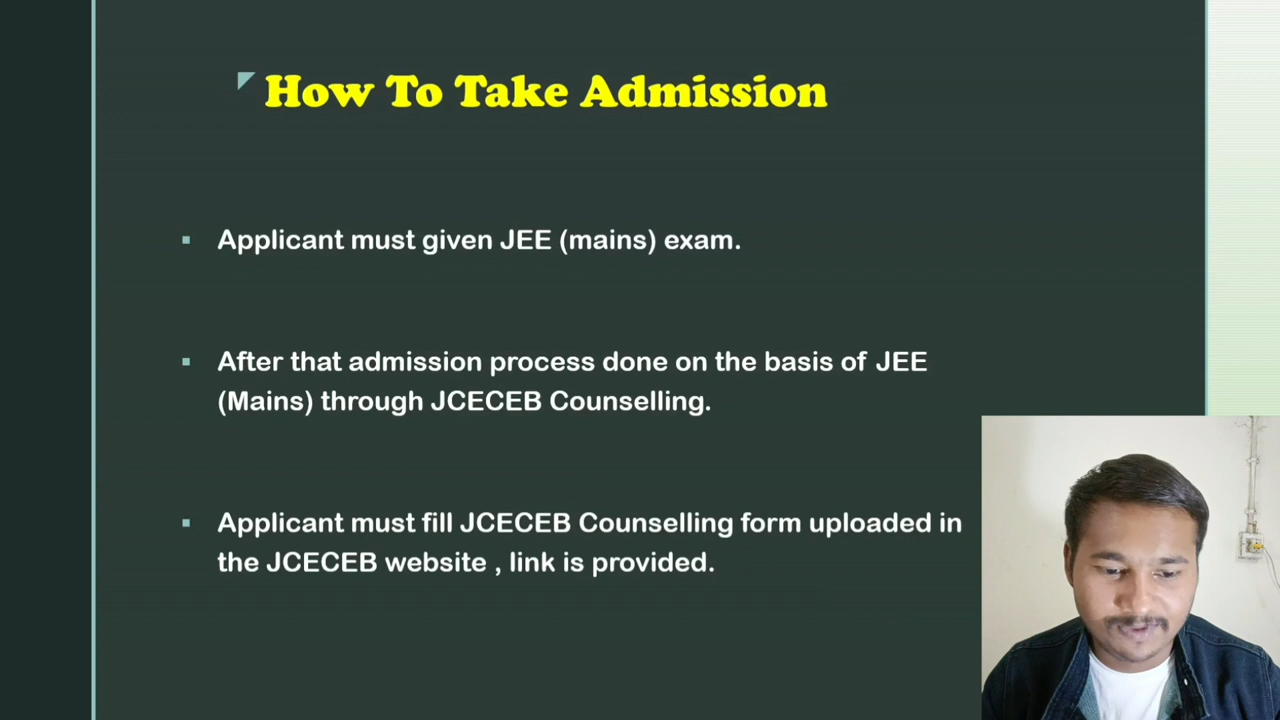 How To Take Admission
Applicant must given JEE (mains) exam.
After that admission process done on the basis of JEE
(Mains) through JCECEB Counselling.
Applicant must fill JCECEB Counselling form uploaded in
the JCECEB website , link is provided.